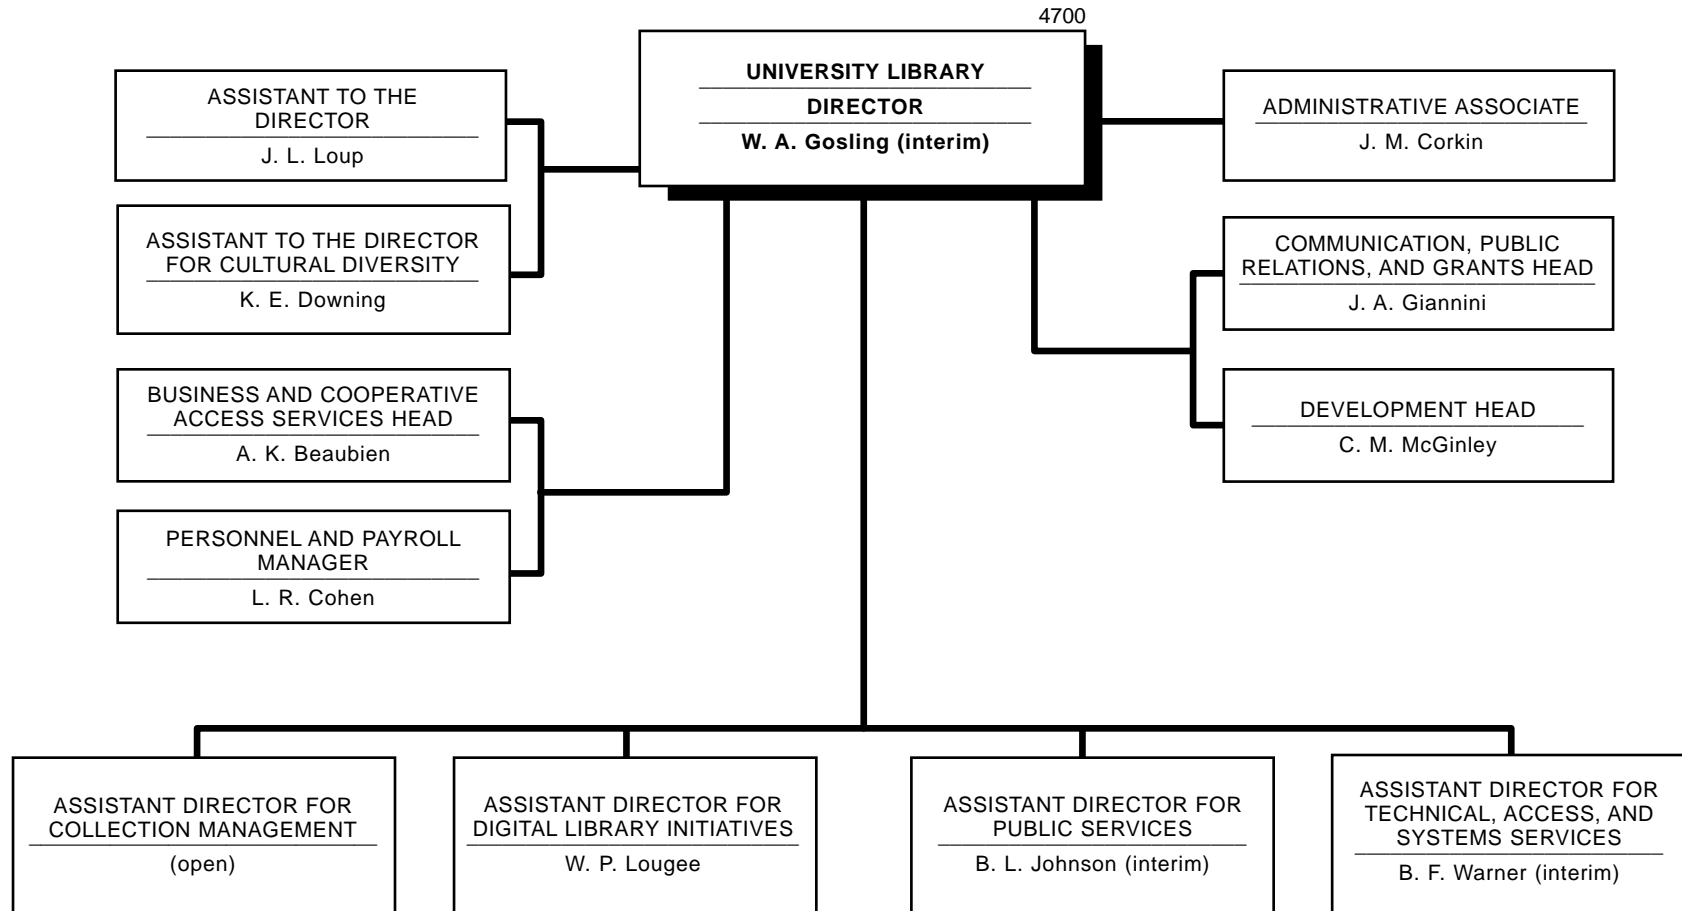 4700
UNIVERSITY LIBRARY
DIRECTOR
W. A. Gosling (interim)
ASSISTANT TO THE
DIRECTOR
J. L. Loup
ADMINISTRATIVE ASSOCIATE
J. M. Corkin
ASSISTANT TO THE DIRECTOR
FOR CULTURAL DIVERSITY
K. E. Downing
COMMUNICATION, PUBLIC
RELATIONS, AND GRANTS HEAD
J. A. Giannini
BUSINESS AND COOPERATIVE
ACCESS SERVICES HEAD
A. K. Beaubien
DEVELOPMENT HEAD
C. M. McGinley
PERSONNEL AND PAYROLL
MANAGER
L. R. Cohen
ASSISTANT DIRECTOR FOR
COLLECTION MANAGEMENT
(open)
ASSISTANT DIRECTOR FOR
DIGITAL LIBRARY INITIATIVES
W. P. Lougee
ASSISTANT DIRECTOR FOR
PUBLIC SERVICES
B. L. Johnson (interim)
ASSISTANT DIRECTOR FOR
TECHNICAL, ACCESS, AND
SYSTEMS SERVICES
B. F. Warner (interim)